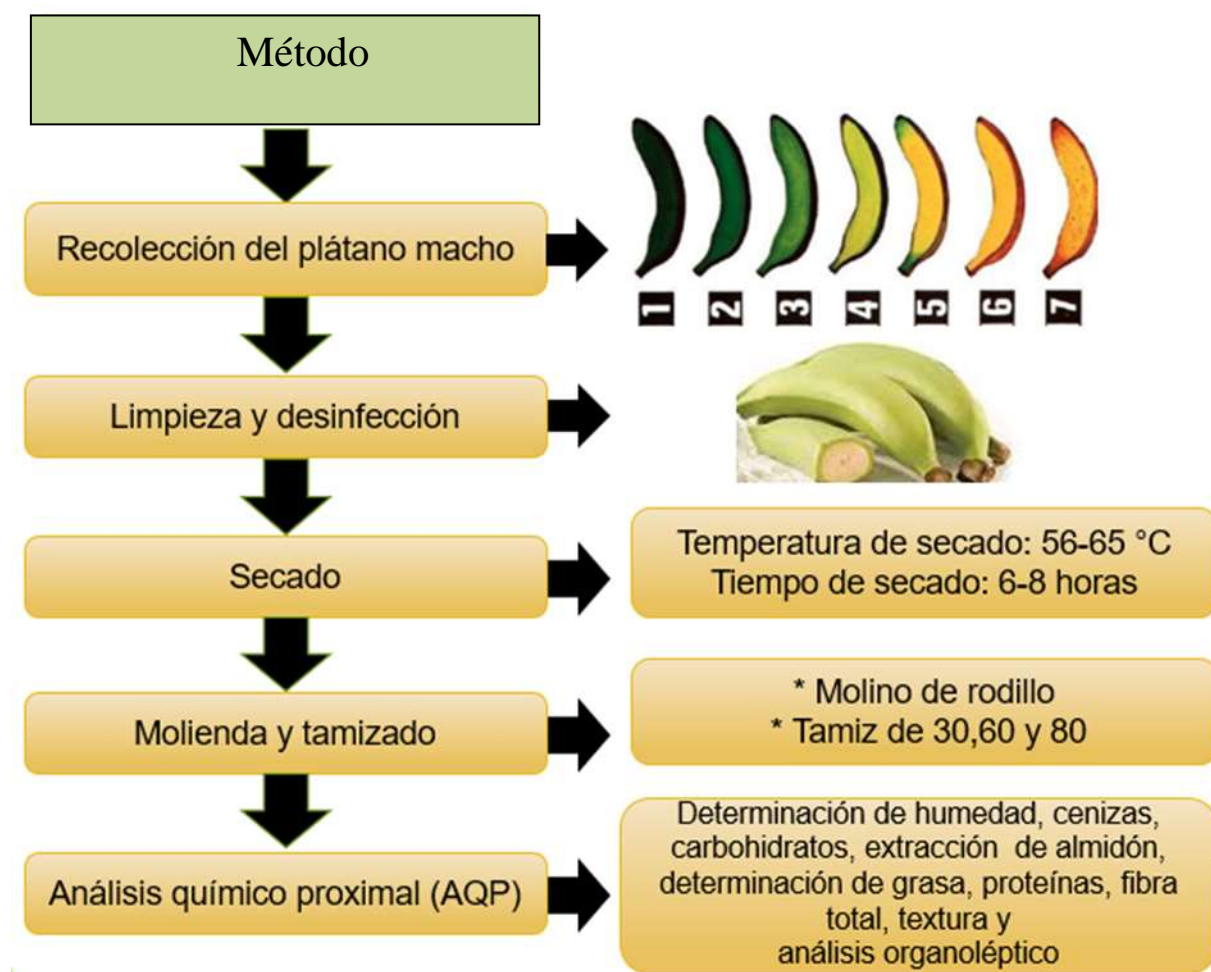 Método
Recolección del plátano macho
1 2 3 4 5 6 7
Limpieza y desinfección
Secado
Temperatura de secado: 56-65 °C
Tiempo de secado: 6-8 horas
Molienda y tamizado
* Molino de rodillo
* Tamiz de 30,60 y 80
Análisis químico proximal (AQP)
Determinación de humedad, cenizas,
carbohidratos, extracción de almidón,
determinación de grasa, proteínas, fibra
total, textura y
análisis organoléptico